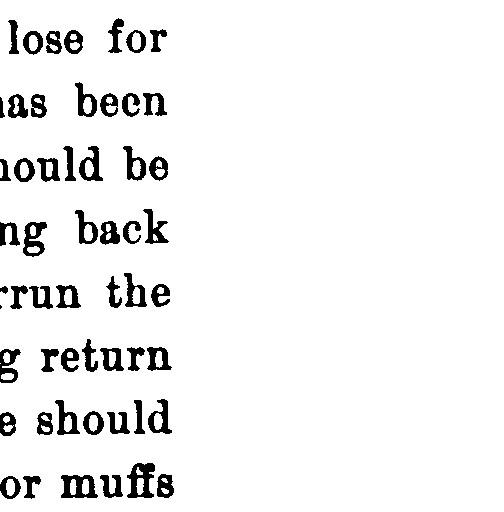 lose for
has been
hould be
ng back
rrun the
g return
e should
or muffs